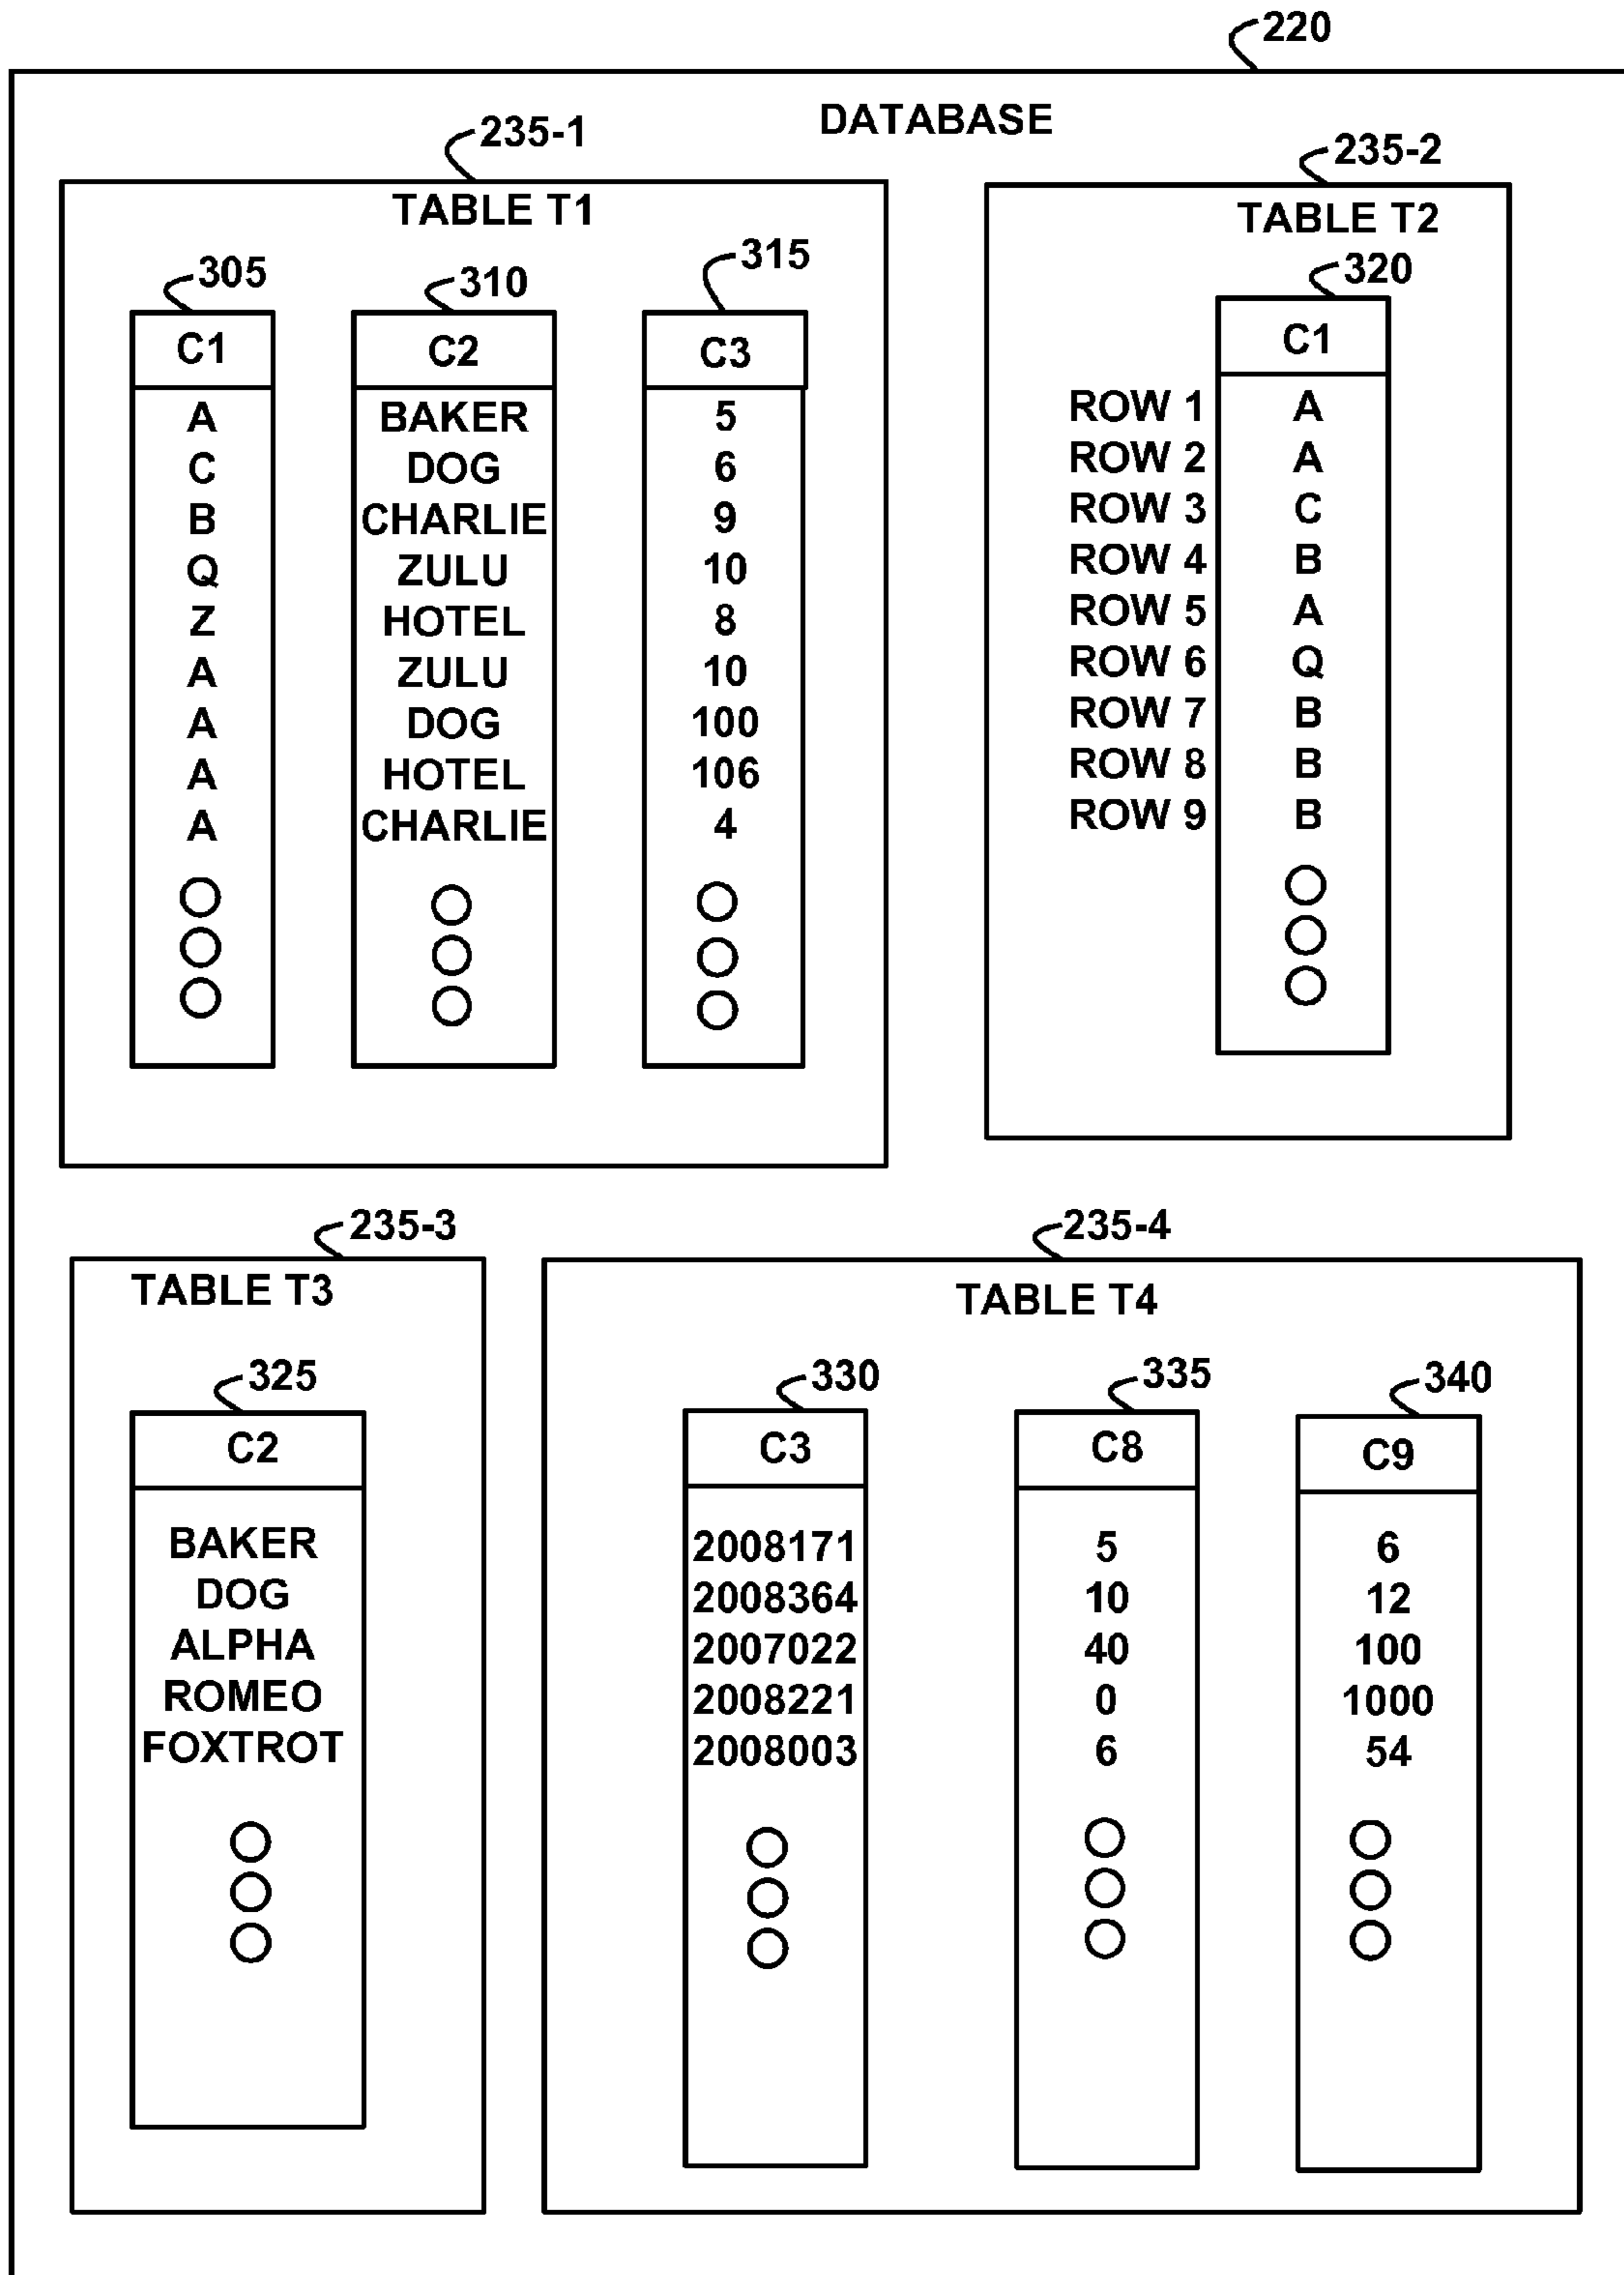 220
DATABASE
235-1
TABLE T1
305
310
315
C1 C2 C3
A BAKER 5
C DOG 6
B CHARLIE 9
Q ZULU 10
Z HOTEL 8
A ZULU 10
A DOG 100
A HOTEL 106
A CHARLIE 4
235-2
TABLE T2
320
C1
ROW 1 A
ROW 2 A
ROW 3 C
ROW 4 B
ROW 5 A
ROW 6 Q
ROW 7 B
ROW 8 B
ROW 9 B
235-3
TABLE T3
325
C2
BAKER
DOG
ALPHA
ROMEO
FOXTROT
235-4
TABLE T4
330
335
340
C3 C8 C9
2008171 5 6
2008364 10 12
2007022 40 100
2008221 0 1000
2008003 6 54